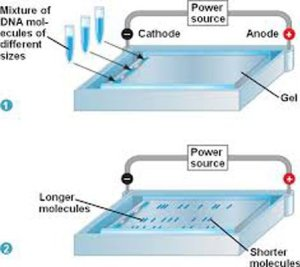 Mixture of
DNA mol-
ecules of
different
sizes
Power
source
Cathode
Anode
Gel
1
Power
source
Longer
molecules
Shorter
molecules
2